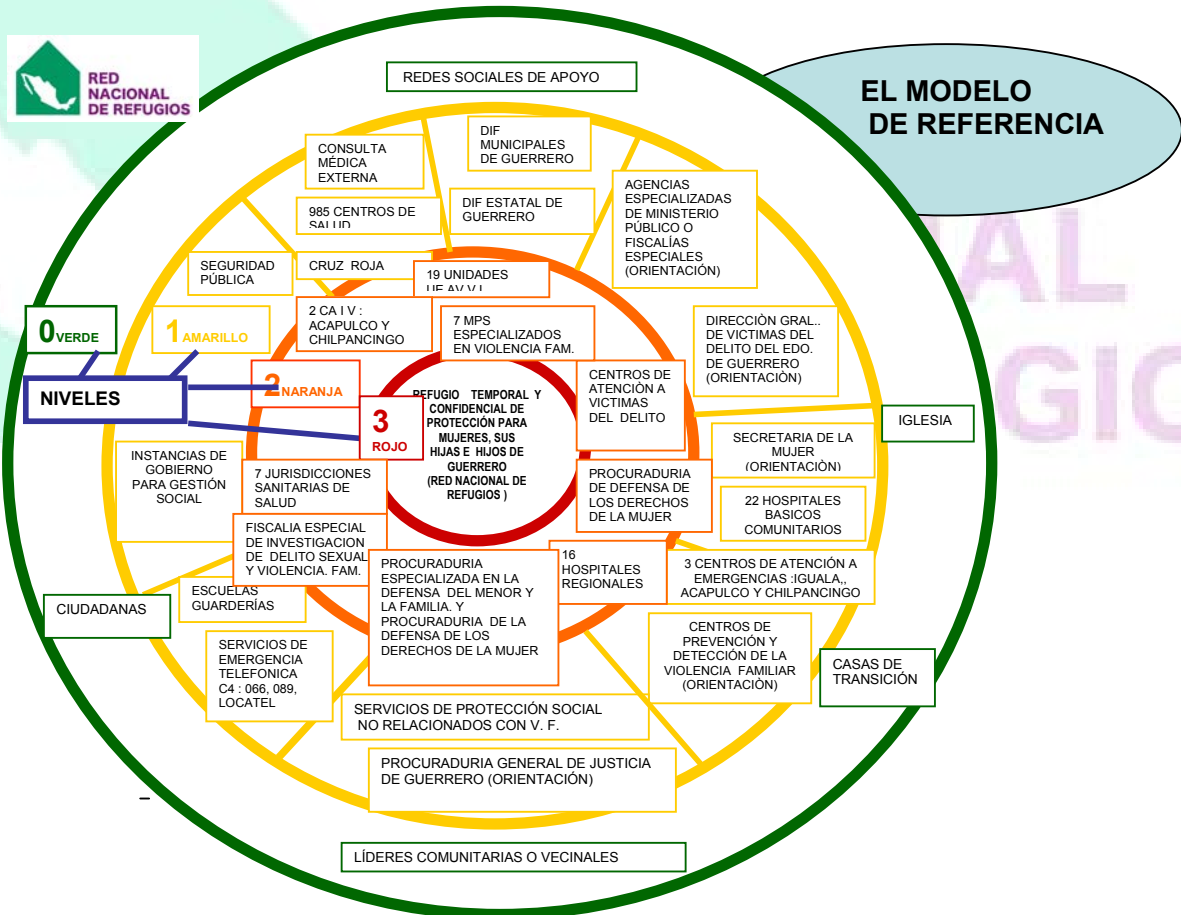 RED
NACIONAL
DE REFUGIOS
EL MODELO
DE REFERENCIA
REDES SOCIALES DE APOYO
CONSULTA
MÉDICA
EXTERNA
DIF
MUNICIPALES
DE GUERRERO
985 CENTROS DE
SALUD
DIF ESTATAL DE
GUERRERO
AGENCIAS
ESPECIALIZADAS
DE MINISTERIO
PÚBLICO O
FISCALÍAS
ESPECIALES
(ORIENTACIÓN)
SEGURIDAD
PÚBLICA
CRUZ ROJA
19 UNIDADES
2 CA I V :
ACAPULCO Y
CHILPANCINGO
7 MPS
ESPECIALIZADOS
EN VIOLENCIA FAM.
DIRECCIÒN GRAL..
DE VICTIMAS DEL
DELITO DEL EDO.
DE GUERRERO
(ORIENTACIÒN)
0 VERDE
1 AMARILLO
NIVELES
2 NARANJA
3
ROJO
REFUGIO TEMPORAL Y
CONFIDENCIAL DE
PROTECCIÓN PARA
MUJERES, SUS
HIJAS E HIJOS DE
GUERRERO
(RED NACIONAL DE
REFUGIOS )
CENTROS DE
ATENCIÒN A
VICTIMAS
DEL DELITO
IGLESIA
SECRETARIA DE LA
MUJER
(ORIENTACIÒN)
INSTANCIAS DE
GOBIERNO
PARA GESTIÓN
SOCIAL
7 JURISDICCIONES
SANITARIAS DE
SALUD
PROCURADURIA
DE DEFENSA DE
LOS DERECHOS
DE LA MUJER
22 HOSPITALES
BASICOS
COMUNITARIOS
FISCALIA ESPECIAL
DE INVESTIGACION
DE DELITO SEXUAL
Y VIOLENCIA. FAM.
PROCURADURIA
ESPECIALIZADA EN LA
DEFENSA DEL MENOR Y
LA FAMILIA. Y
PROCURADURIA DE LA
DEFENSA DE LOS
DERECHOS DE LA MUJER
16
HOSPITALES
REGIONALES
3 CENTROS DE ATENCIÓN A
EMERGENCIAS :IGUALA,,
ACAPULCO Y CHILPANCINGO
CIUDADANAS
ESCUELAS
GUARDERÍAS
SERVICIOS DE
EMERGENCIA
TELEFONICA
C4 : 066, 089,
LOCATEL
CENTROS DE
PREVENCIÓN Y
DETECCIÓN DE LA
VIOLENCIA FAMILIAR
(ORIENTACIÒN)
CASAS DE
TRANSICIÓN
SERVICIOS DE PROTECCIÓN SOCIAL
NO RELACIONADOS CON V. F.
PROCURADURIA GENERAL DE JUSTICIA
DE GUERRERO (ORIENTACIÓN)
–
LÍDERES COMUNITARIAS O VECINALES